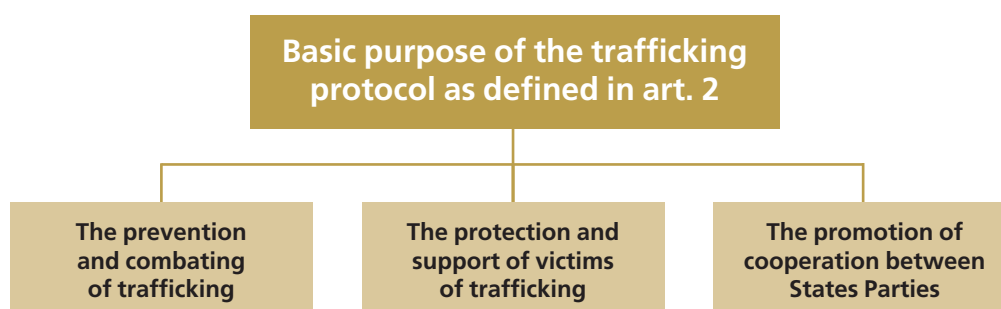 Basic purpose of the trafficking
protocol as defined in art. 2
The prevention
and combating
of trafficking
The protection and
support of victims
of trafficking
The promotion of
cooperation between
States Parties